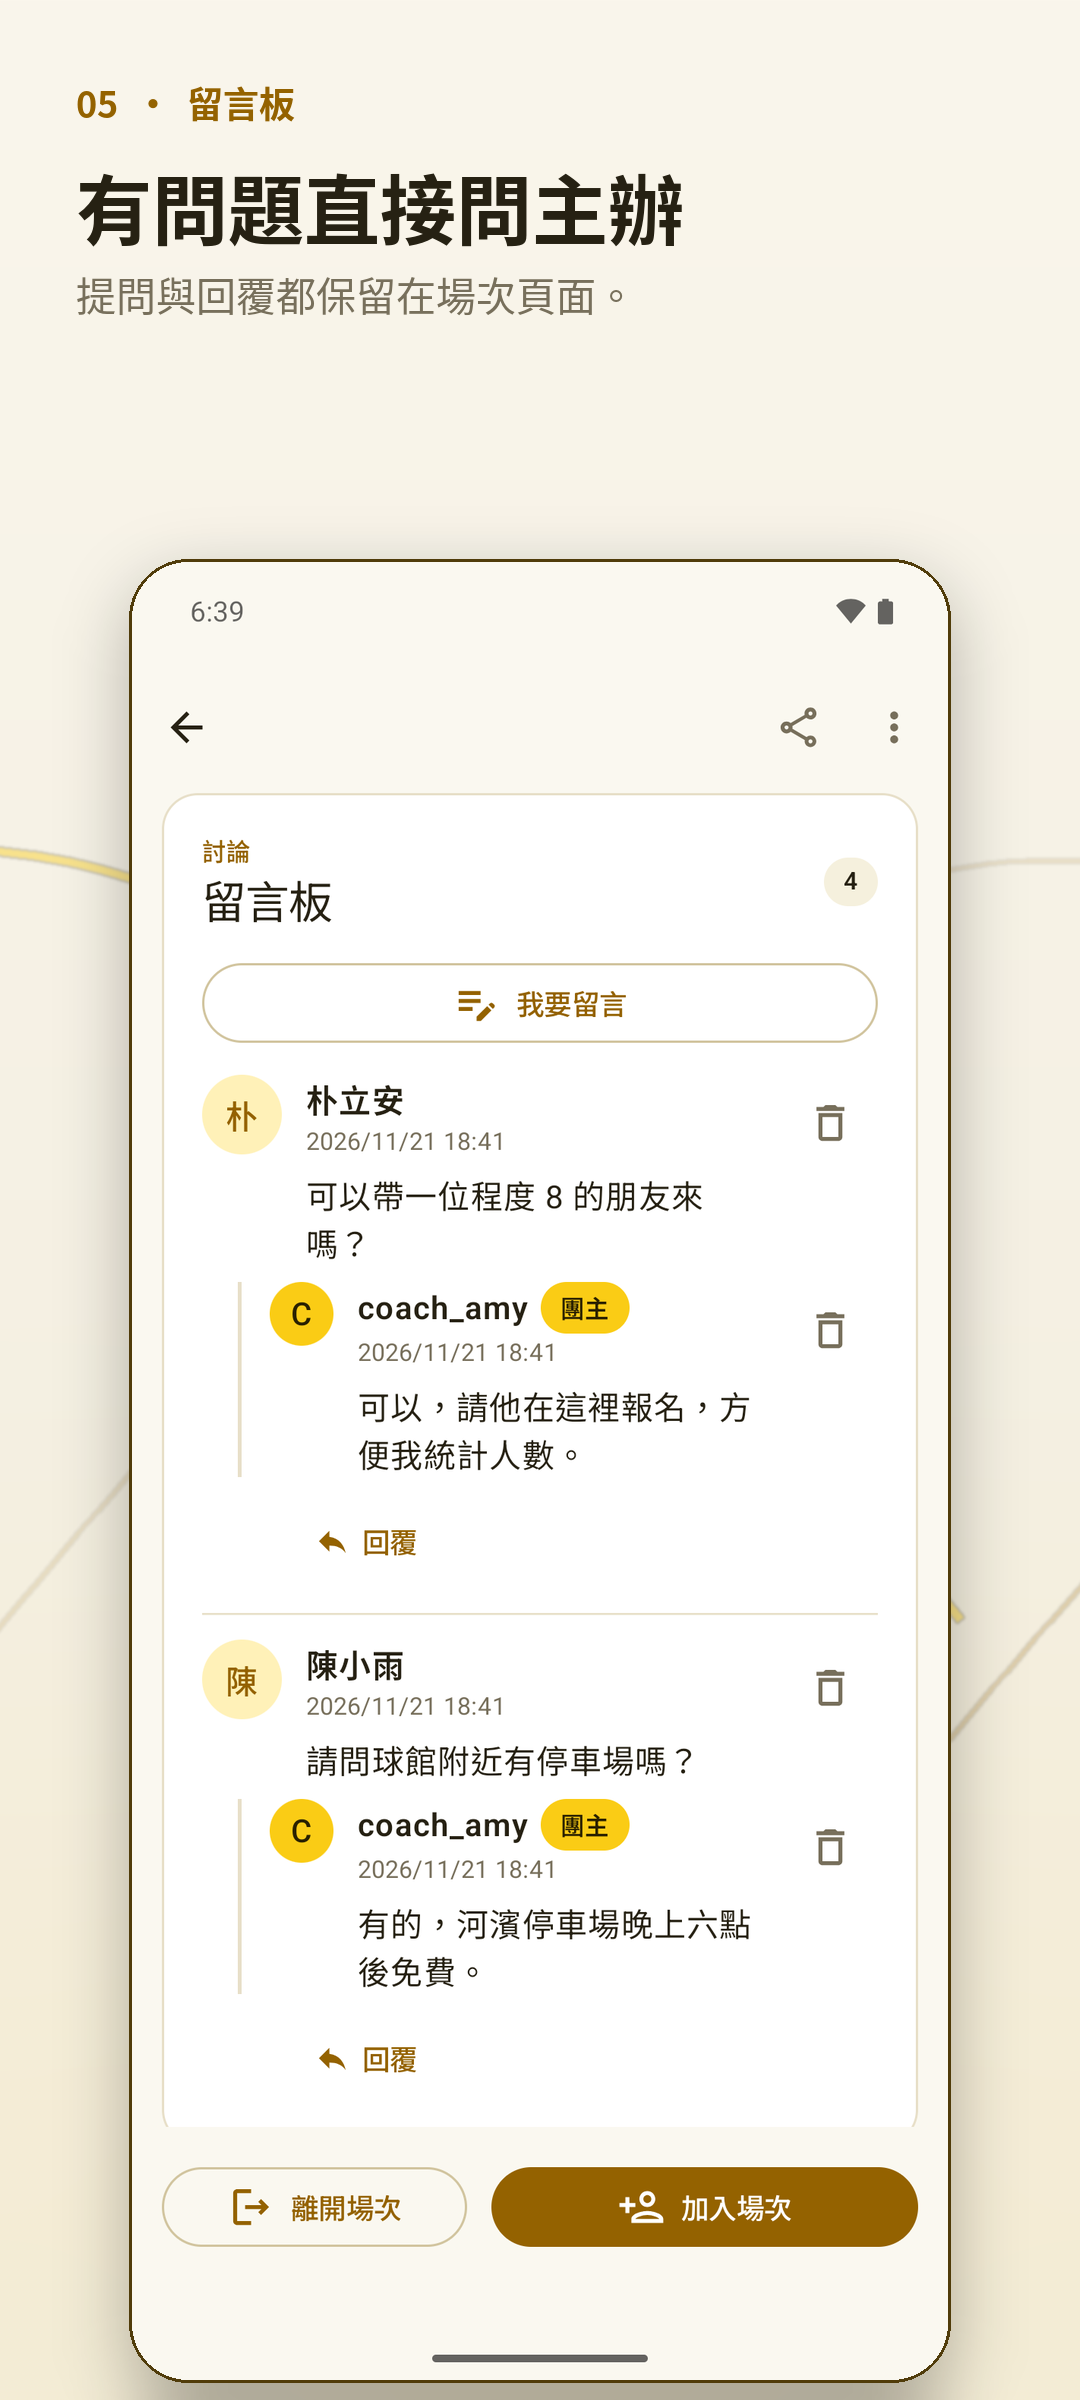 05 • 留言板
有問題直接問主辦
提問與回覆都保留在場次頁面。
6:39
討論
留言板
4
我要留言
朴
朴立安
2026/11/21 18:41
可以帶一位程度 8 的朋友來
嗎？
C
coach_amy 團主
2026/11/21 18:41
可以，請他在這裡報名，方
便我統計人數。
回覆
陳
陳小雨
2026/11/21 18:41
請問球館附近有停車場嗎？
C
coach_amy 團主
2026/11/21 18:41
有的，河濱停車場晚上六點
後免費。
回覆
離開場次
加入場次